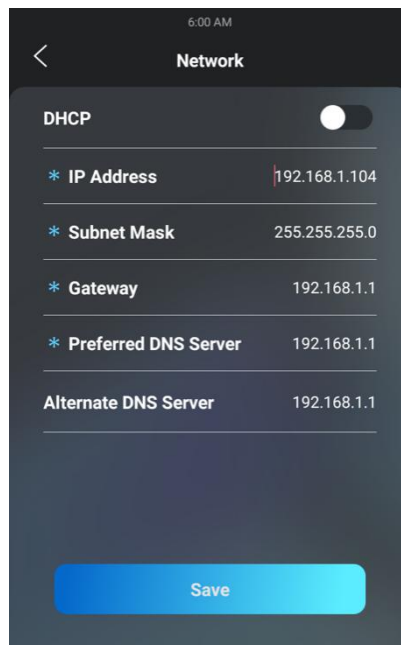 6:00 AM
Network
DHCP
* IP Address 192.168.1.104
* Subnet Mask 255.255.255.0
* Gateway 192.168.1.1
* Preferred DNS Server 192.168.1.1
Alternate DNS Server 192.168.1.1
Save